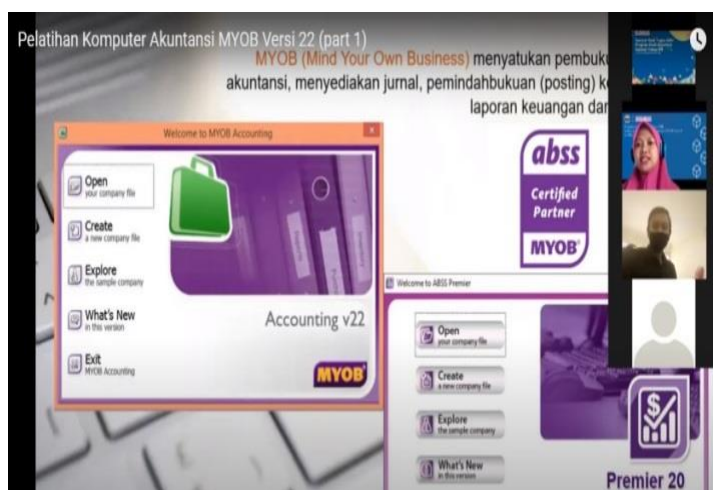 Pelatihan Komputer Akuntansi MYOB Versi 22 (part 1)
MYOB (Mind Your Own Business) menyatukan pembuku
akuntansi, menyediakan jurnal, pemindahbukuan (posting) k
laporan keuangan dar
Welcome to MYOB Accounting
Open
your company file
Create
a new company file
Explore
the sample company
What's New
in this version
Exit
MYOB Accounting
Accounting v22
MYOB
abss
Certified
Partner
MYOB
Welcome to ABSS Premier
Open
your company file
Create
a new company file
Explore
the sample company
What's New
in this version
Premier 20